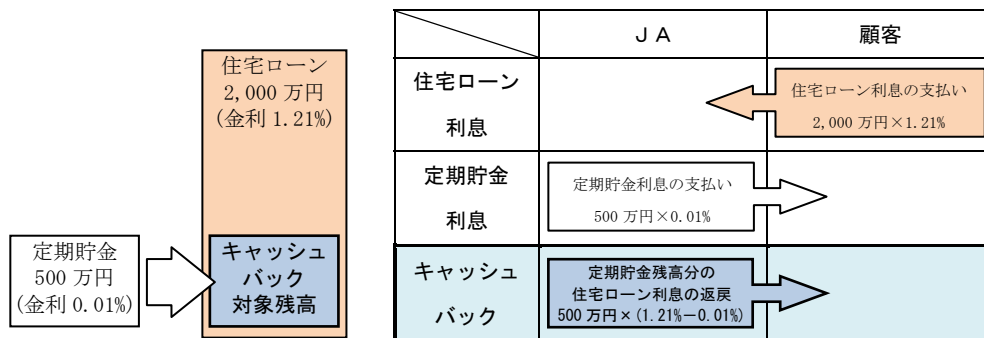 住宅ローン
2,000 万円
(金利 1.21%)
定期貯金
500 万円
(金利 0.01%)
キャッシュ
バック
対象残高
ＪＡ
顧客
住宅ローン
利息
住宅ローン利息の支払い
2,000 万円×1.21%
定期貯金
利息
定期貯金利息の支払い
500 万円×0.01%
キャッシュ
バック
定期貯金残高分の
住宅ローン利息の返戻
500 万円×(1.21%－0.01%)